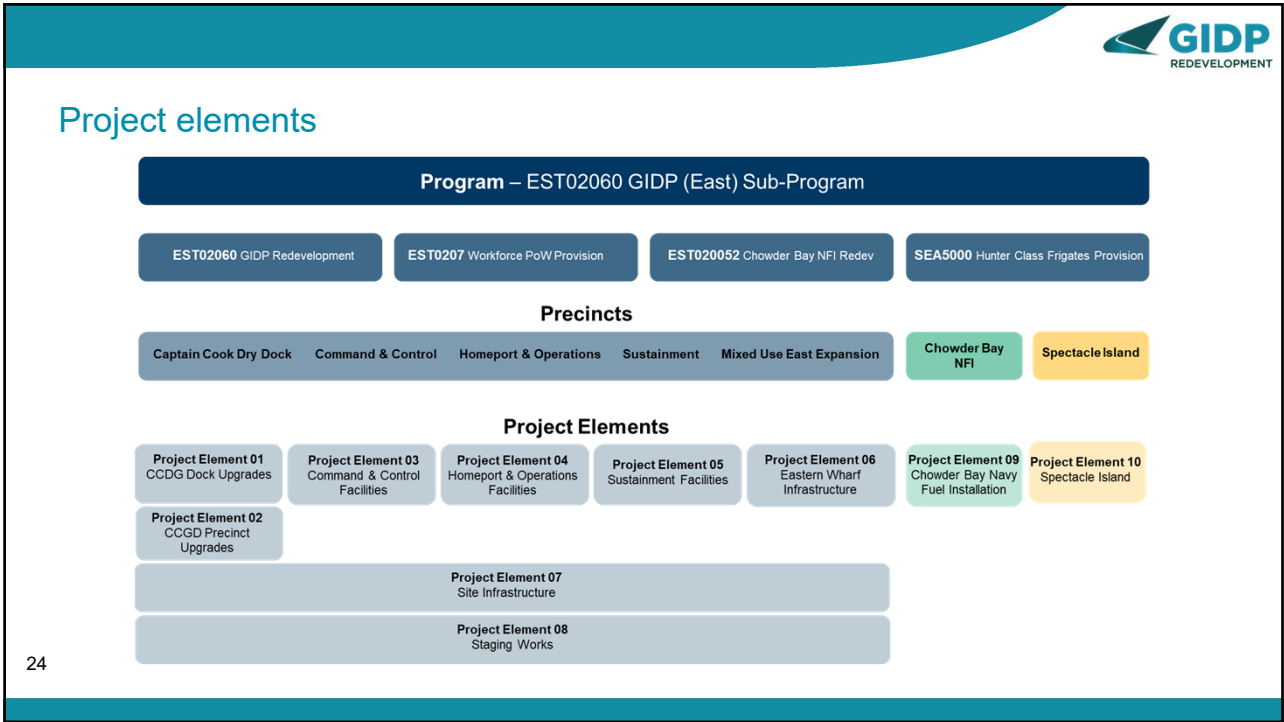 GIDP
REDEVELOPMENT
Project elements
Program – EST02060 GIDP (East) Sub-Program
EST02060 GIDP Redevelopment
EST0207 Workforce PoW Provision
EST020052 Chowder Bay NFI Redev
SEA5000 Hunter Class Frigates Provision
Precincts
Captain Cook Dry Dock
Command & Control
Homeport & Operations
Sustainment
Mixed Use East Expansion
Chowder Bay
NFI
Spectacle Island
Project Elements
Project Element 01
CCDG Dock Upgrades
Project Element 03
Command & Control
Facilities
Project Element 04
Homeport & Operations
Facilities
Project Element 05
Sustainment Facilities
Project Element 06
Eastern Wharf
Infrastructure
Project Element 09
Chowder Bay Navy
Fuel Installation
Project Element 10
Spectacle Island
Project Element 02
CCGD Precinct
Upgrades
Project Element 07
Site Infrastructure
Project Element 08
Staging Works
24